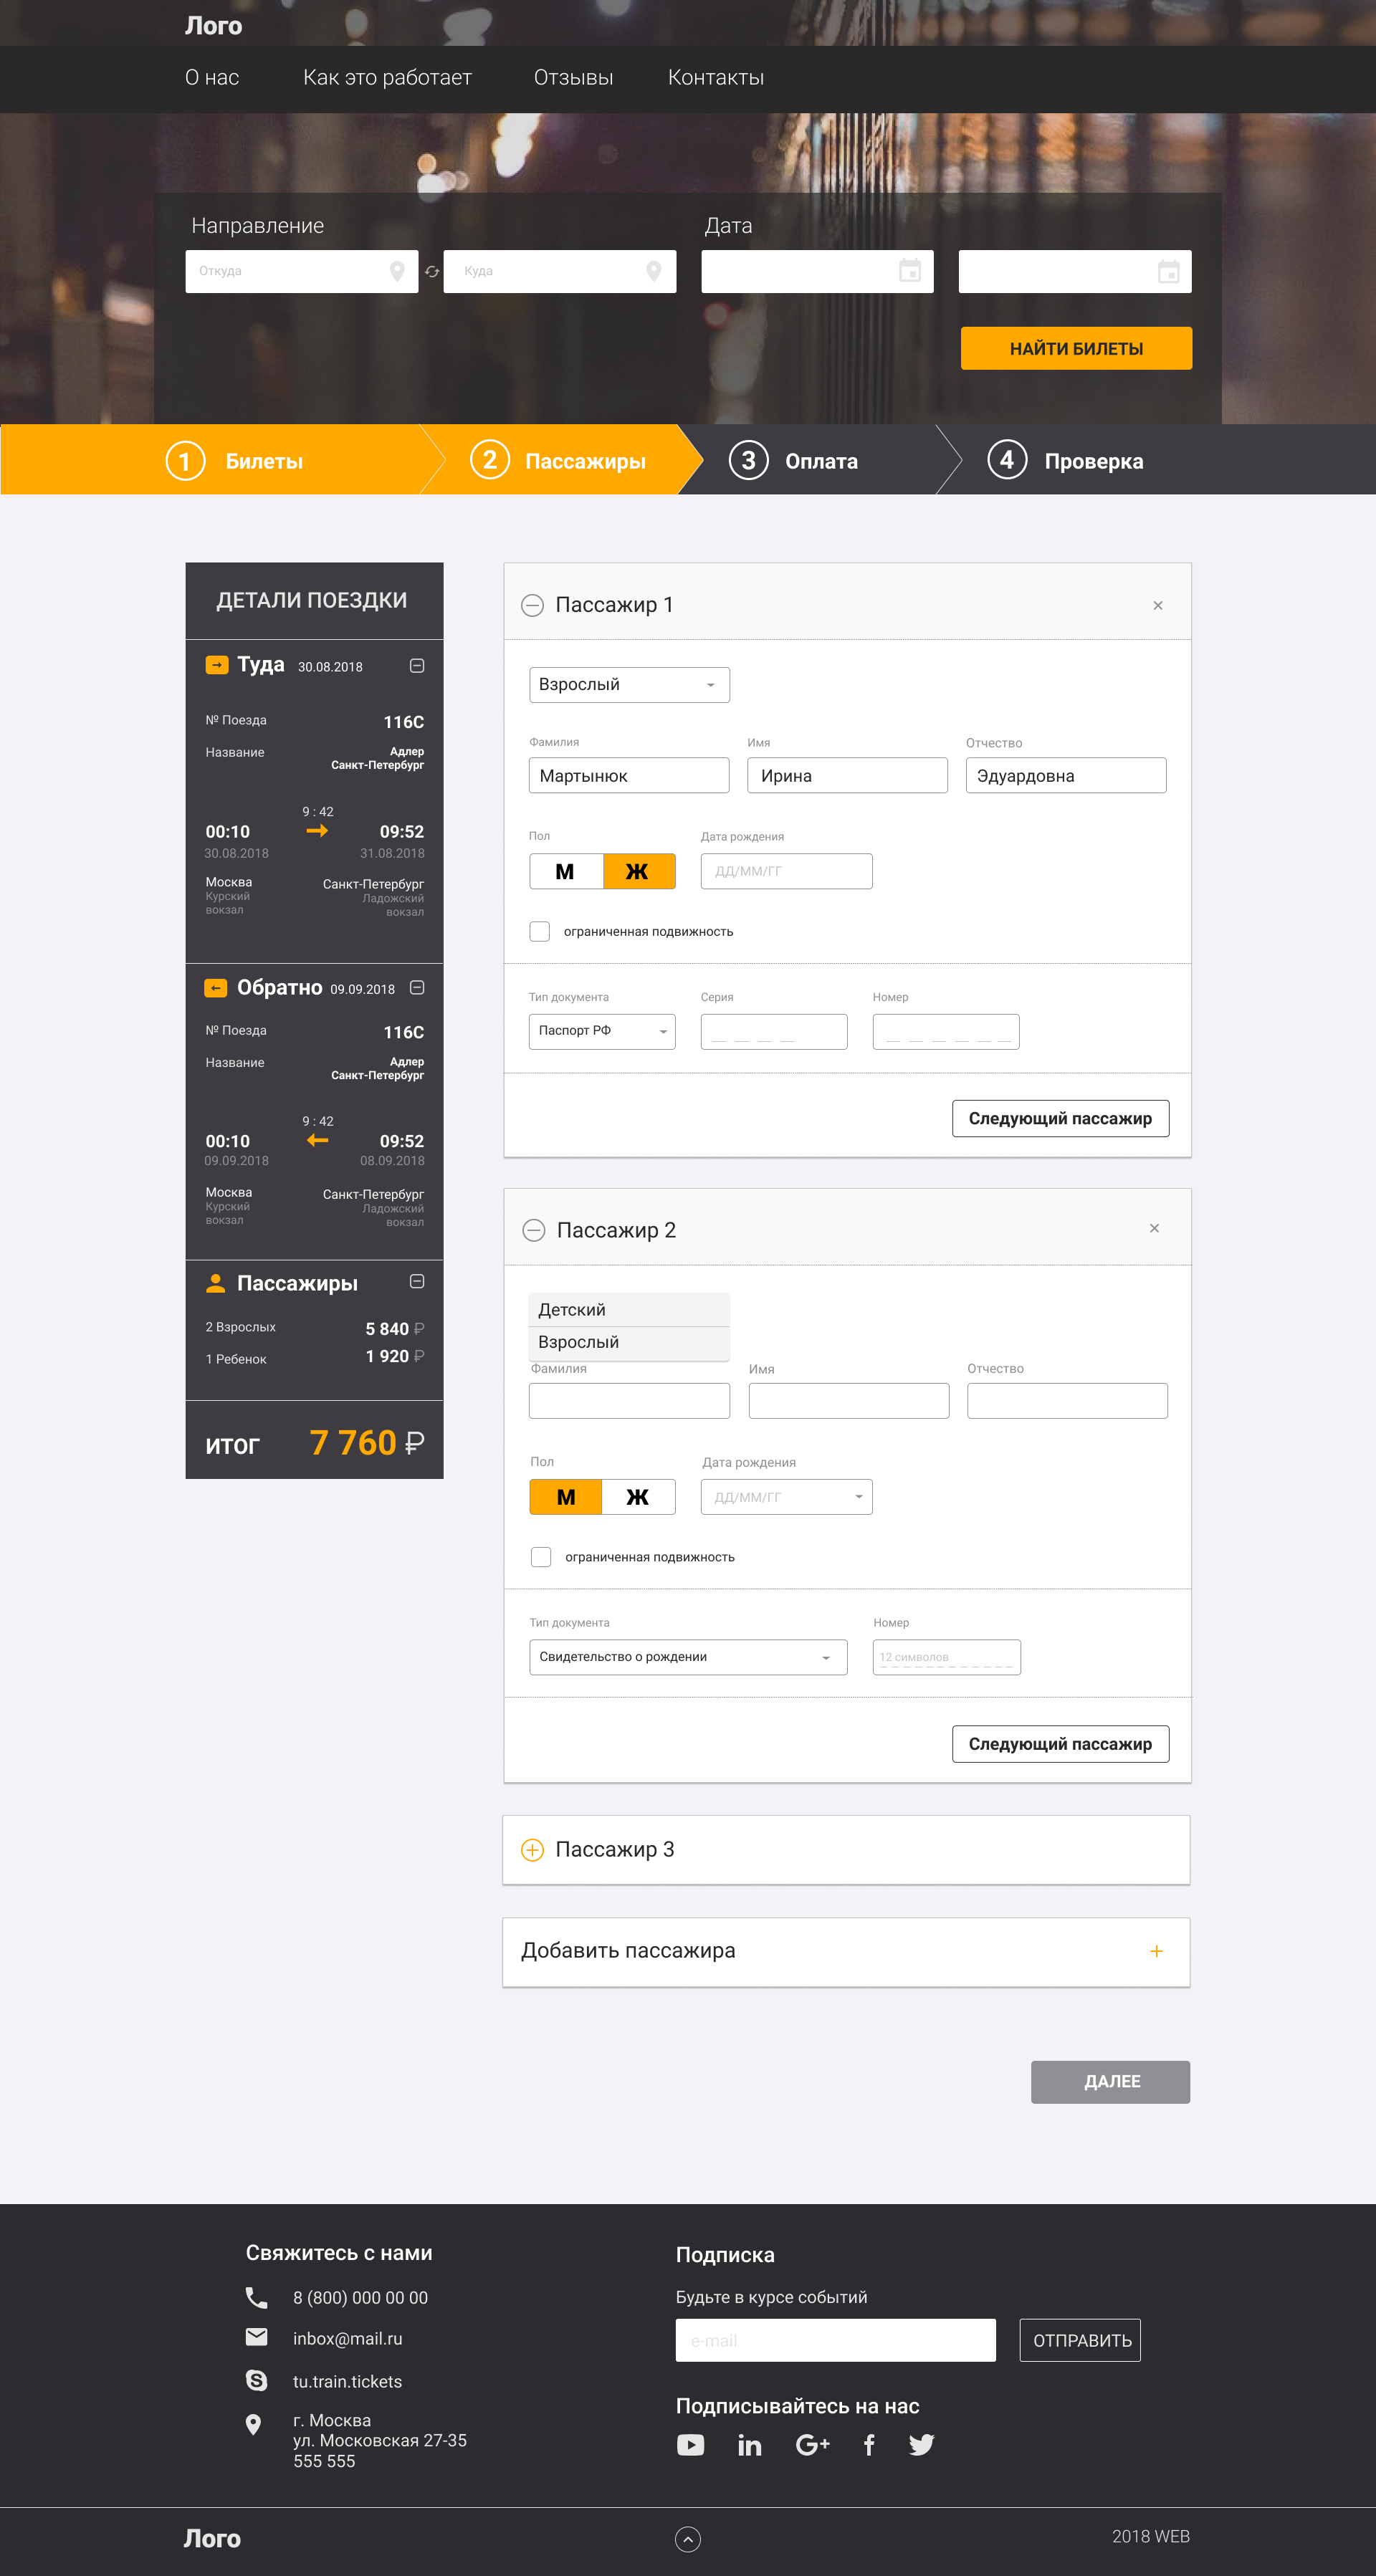 Лого
О нас Как это работает Отзывы Контакты
Направление Дата
Откуда Куда
НАЙТИ БИЛЕТЫ
1 Билеты 2 Пассажиры 3 Оплата 4 Проверка
ДЕТАЛИ ПОЕЗДКИ
Туда 30.08.2018
№ Поезда 116С
Название Адлер
Санкт-Петербург
9 : 42
00:10 09:52
30.08.2018 31.08.2018
Москва Санкт-Петербург
Курский Ладожский
вокзал вокзал
Обратно 09.09.2018
№ Поезда 116С
Название Адлер
Санкт-Петербург
9 : 42
00:10 09:52
09.09.2018 08.09.2018
Москва Санкт-Петербург
Курский Ладожский
вокзал вокзал
Пассажиры
2 Взрослых 5 840 ₽
1 Ребенок 1 920 ₽
ИТОГ 7 760 ₽
Пассажир 1
Взрослый
Фамилия Имя Отчество
Мартынюк Ирина Эдуардовна
Пол Дата рождения
М Ж ДД/ММ/ГГ
ограниченная подвижность
Тип документа Серия Номер
Паспорт РФ
Следующий пассажир
Пассажир 2
Детский
Взрослый
Фамилия Имя Отчество
Пол Дата рождения
М Ж ДД/ММ/ГГ
ограниченная подвижность
Тип документа Номер
Свидетельство о рождении 12 символов
Следующий пассажир
Пассажир 3
Добавить пассажира
ДАЛЕЕ
Свяжитесь с нами
8 (800) 000 00 00
inbox@mail.ru
tu.train.tickets
г. Москва
ул. Московская 27-35
555 555
Подписка
Будьте в курсе событий
e-mail ОТПРАВИТЬ
Подписывайтесь на нас
Лого 2018 WEB